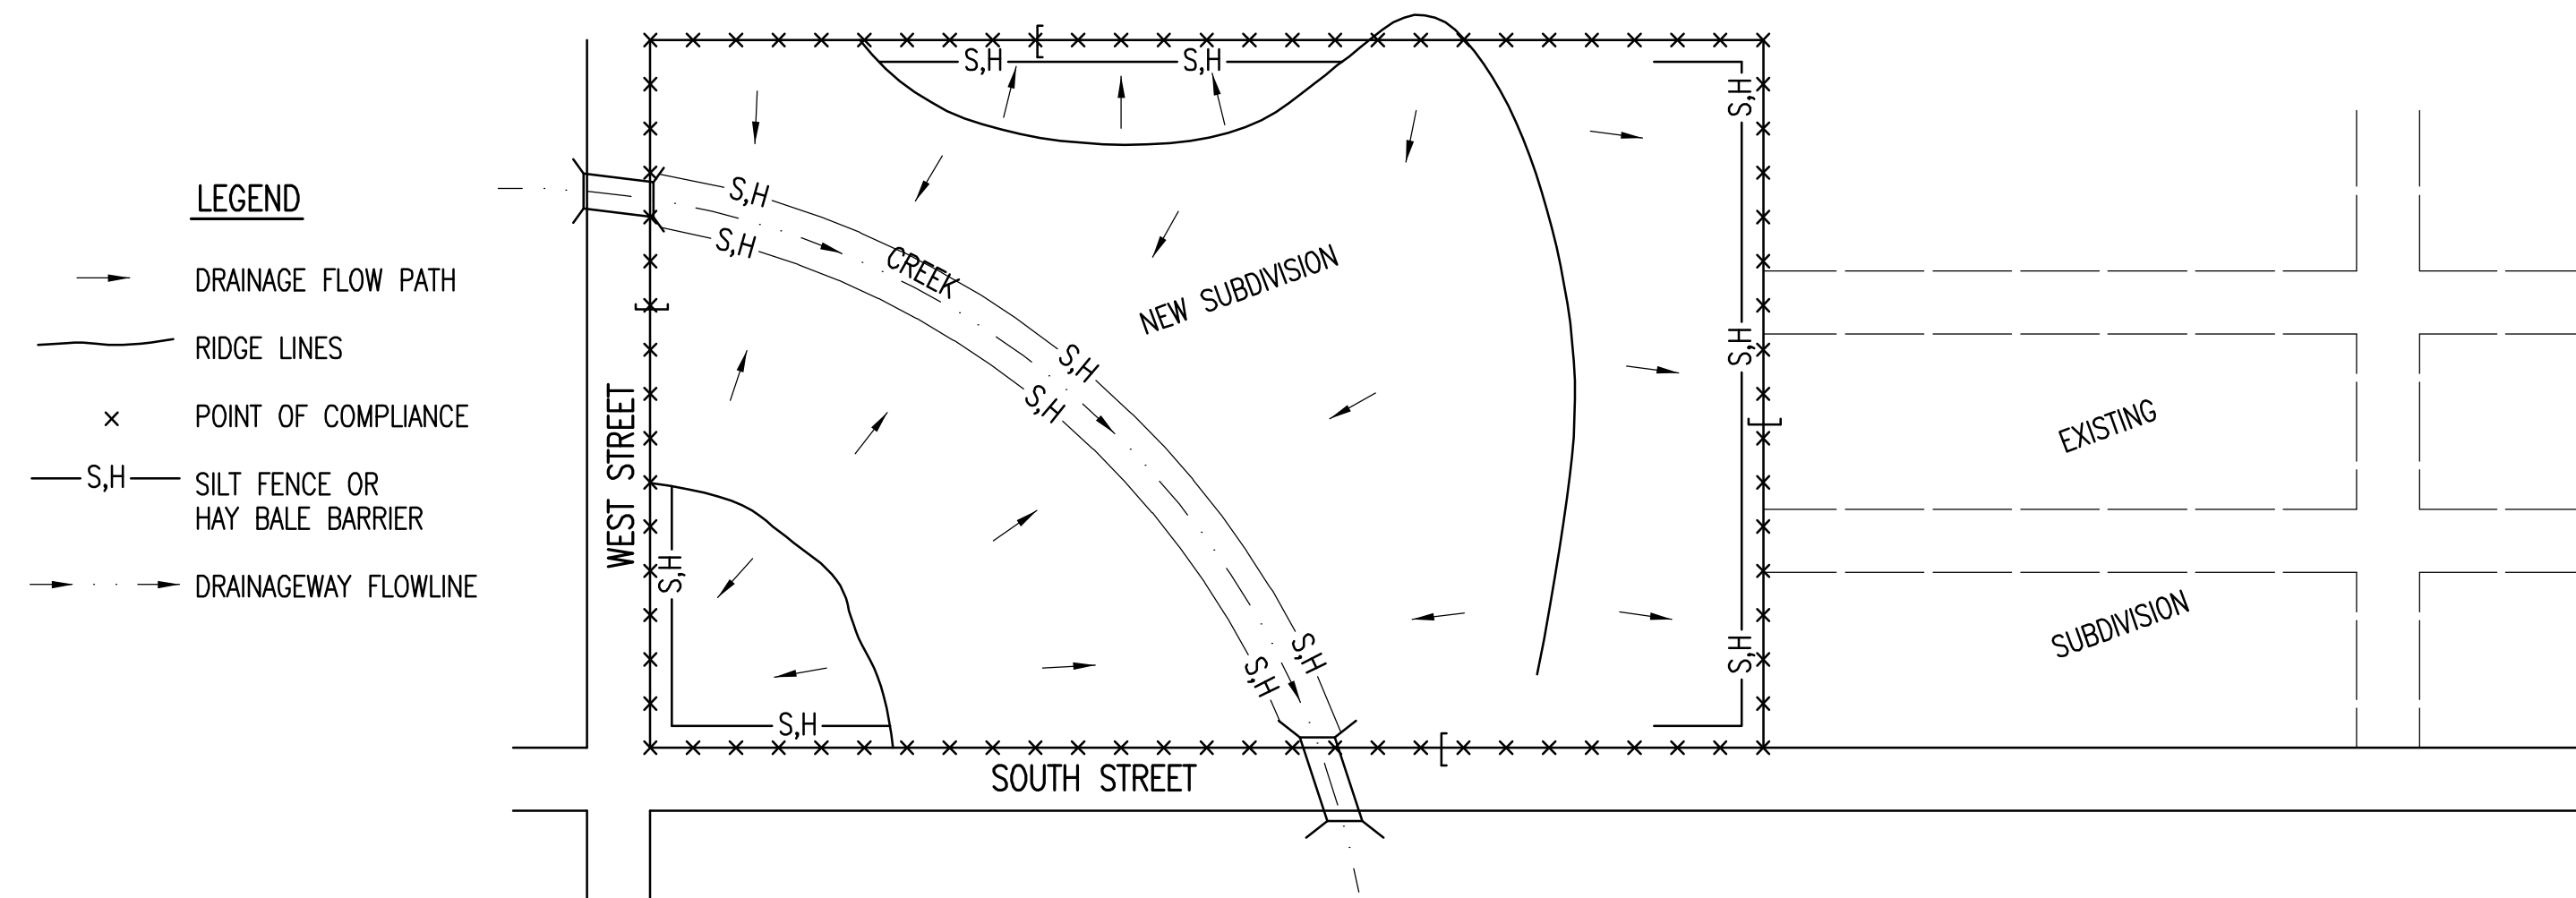 LEGEND
DRAINAGE FLOW PATH
RIDGE LINES
POINT OF COMPLIANCE
S,H
SILT FENCE OR
HAY BALE BARRIER
DRAINAGEWAY FLOWLINE
S,H
S,H
S,H
S,H
S,H
CREEK
NEW SUBDIVISION
S,H
S,H
S,H
WEST STREET
EXISTING
S,H
S,H
S,H
S,H
SUBDIVISION
S,H
SOUTH STREET